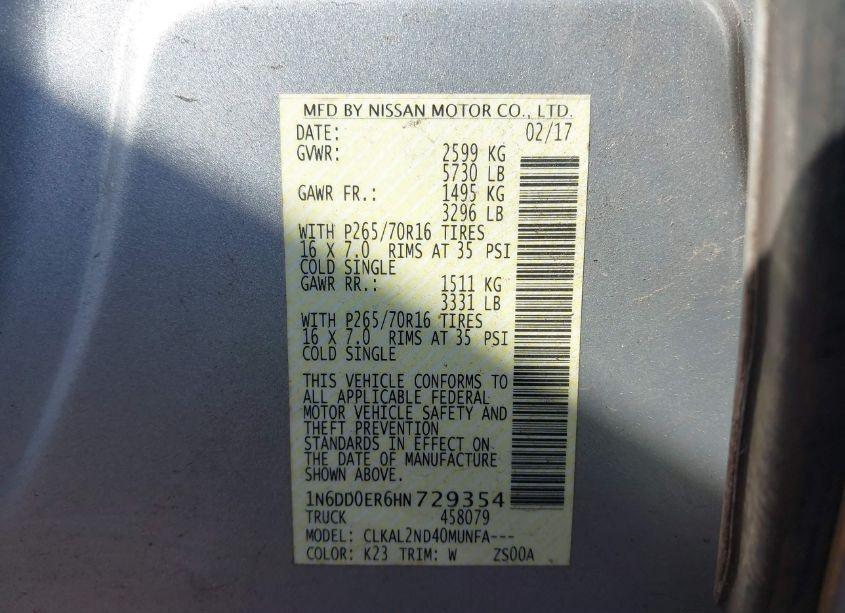 MFD BY NISSAN MOTOR CO., LTD.
DATE: 02/17
GVWR: 2599 KG
5730 LB
GAWR FR.: 1495 KG
3296 LB
WITH P265/70R16 TIRES
16 X 7.0 RIMS AT 35 PSI
COLD SINGLE
GAWR RR.: 1511 KG
3331 LB
WITH P265/70R16 TIRES
16 X 7.0 RIMS AT 35 PSI
COLD SINGLE
THIS VEHICLE CONFORMS TO
ALL APPLICABLE FEDERAL
MOTOR VEHICLE SAFETY AND
THEFT PREVENTION
STANDARDS IN EFFECT ON
THE DATE OF MANUFACTURE
SHOWN ABOVE.
1N6DD0ER6HN729354
TRUCK 458079
MODEL: CLKAL2ND40MUNFA---
COLOR: K23 TRIM: W ZS00A